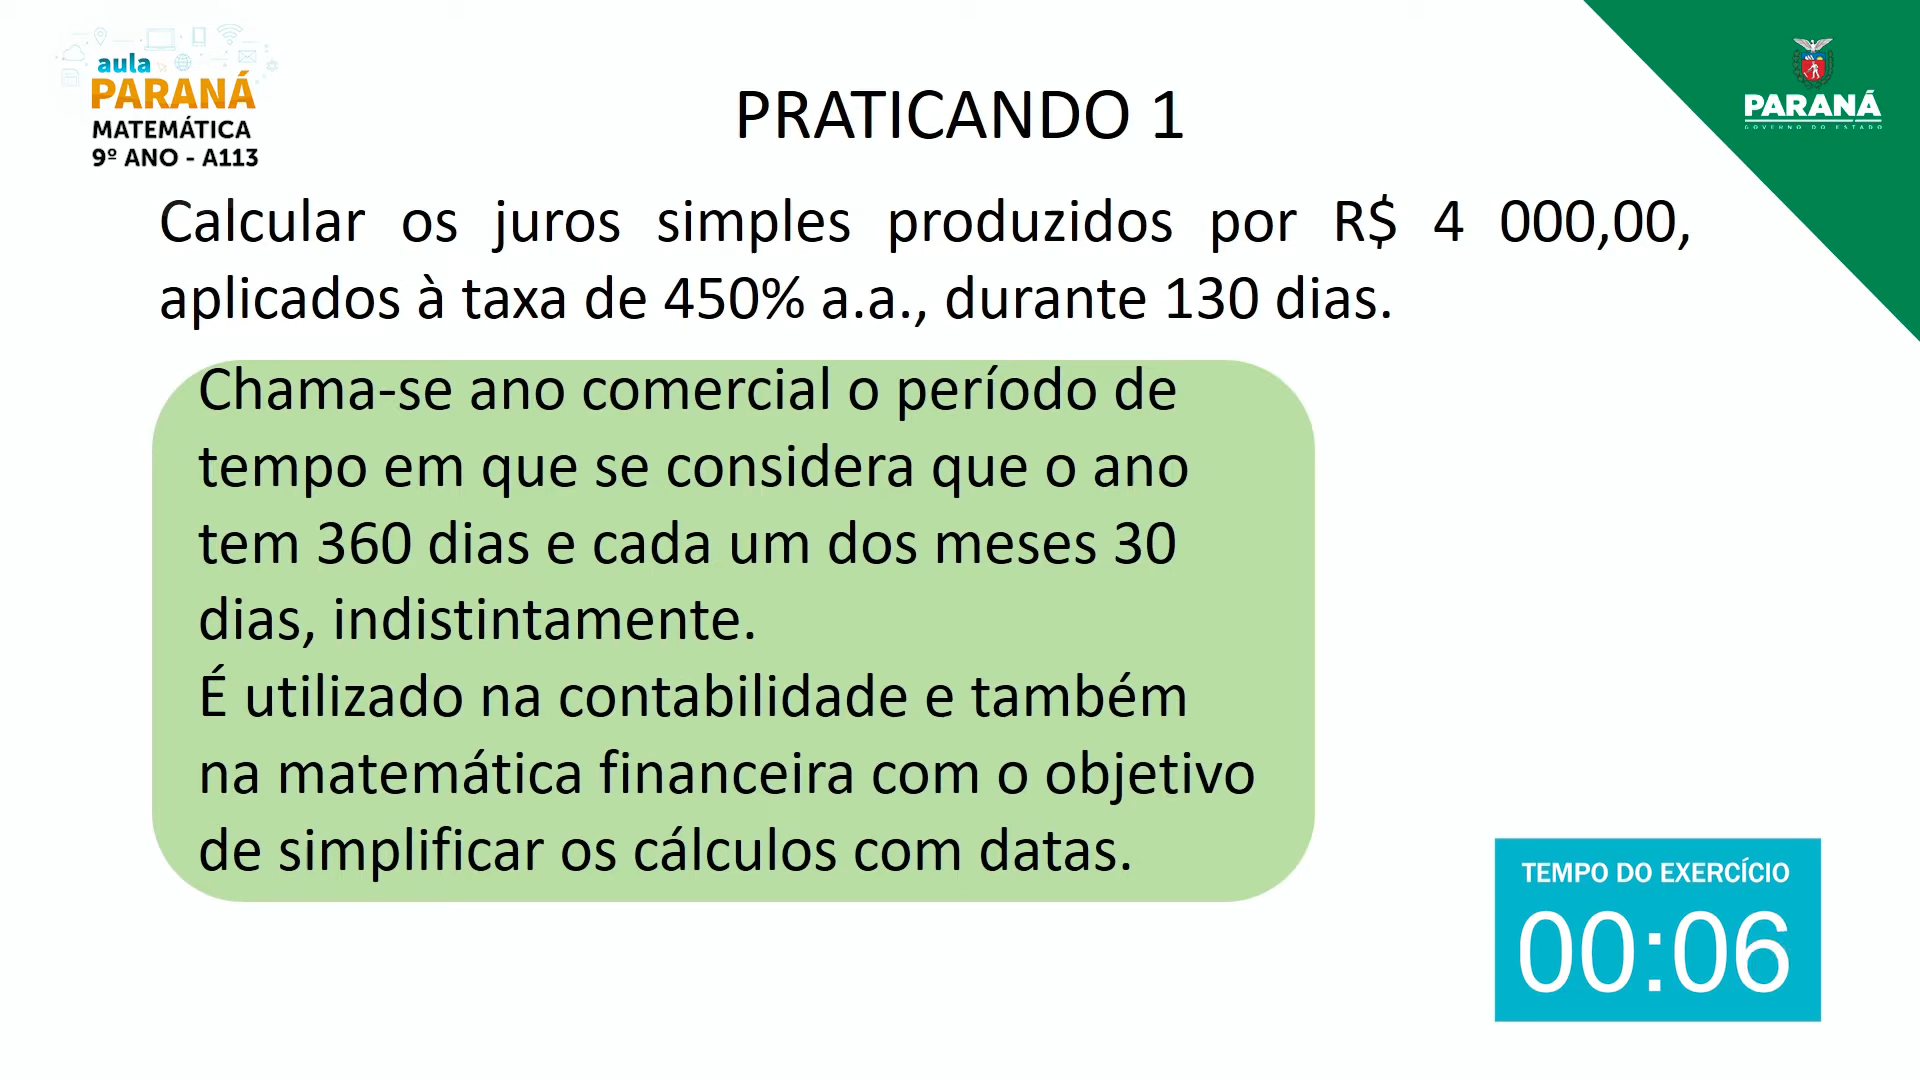 aula
PARANÁ
MATEMÁTICA
9º ANO - A113
PARANÁ
GOVERNO DO ESTADO
PRATICANDO 1
Calcular os juros simples produzidos por R$ 4 000,00,
aplicados à taxa de 450% a.a., durante 130 dias.
Chama-se ano comercial o período de
tempo em que se considera que o ano
tem 360 dias e cada um dos meses 30
dias, indistintamente.
É utilizado na contabilidade e também
na matemática financeira com o objetivo
de simplificar os cálculos com datas.
TEMPO DO EXERCÍCIO
00:06